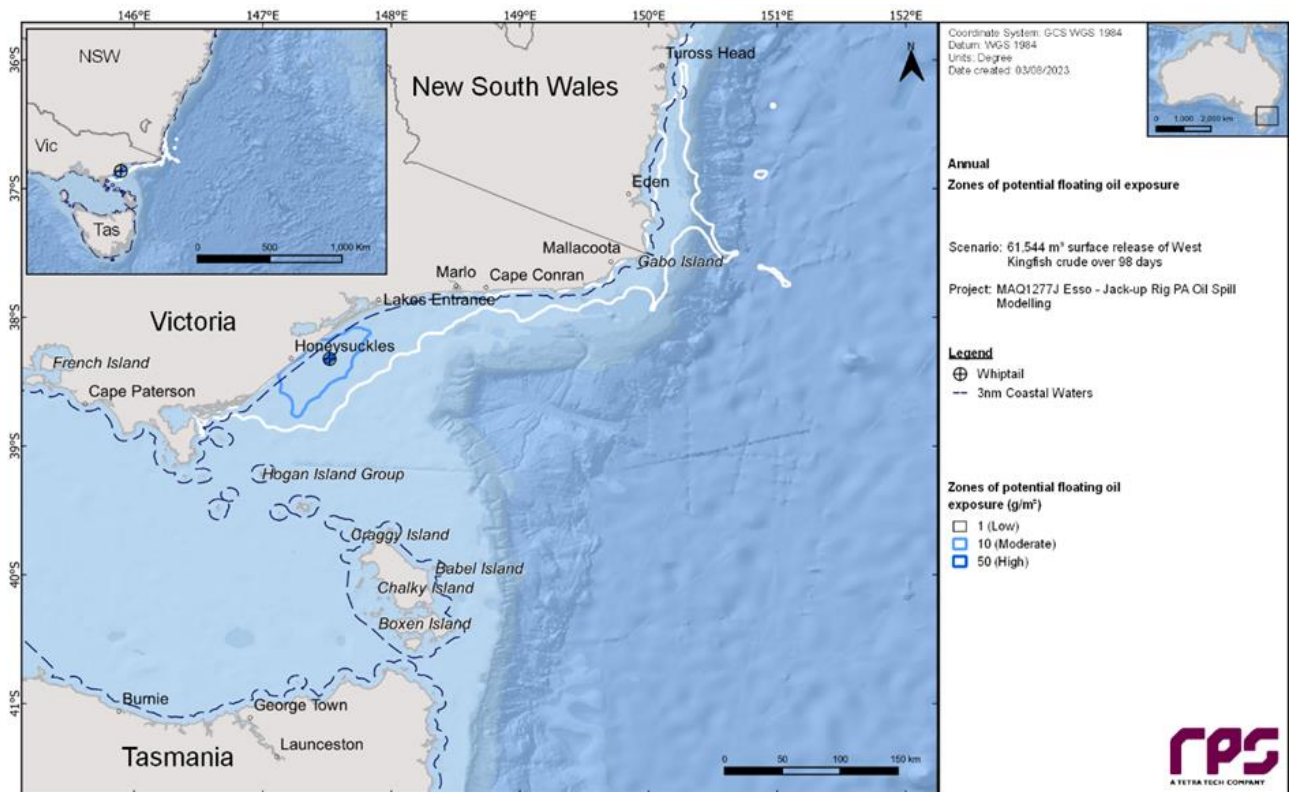 146°E
147°E
148°E
149°E
150°E
151°E
152°E
36°S
37°S
38°S
39°S
40°S
41°S
NSW
Vic
Tas
0 500 1,000 Km
New South Wales
Tuross Head
Eden
Mallacoota
Gabo Island
Marlo
Cape Conran
Lakes Entrance
Victoria
Honeysuckles
French Island
Cape Paterson
Hogan Island Group
Craggy Island
Babel Island
Chalky Island
Boxen Island
Burnie
George Town
Launceston
Tasmania
0 50 100 150 km
N
Coordinate System: GCS WGS 1984
Datum: WGS 1984
Units: Degree
Date created: 03/08/2023
0 1,000 2,000 km
Annual
Zones of potential floating oil exposure
Scenario: 61,544 m³ surface release of West
Kingfish crude over 98 days
Project: MAQ1277J Esso - Jack-up Rig PA Oil Spill
Modelling
Legend
Whiptail
3nm Coastal Waters
Zones of potential floating oil
exposure (g/m²)
1 (Low)
10 (Moderate)
50 (High)
rps
A TETRA TECH COMPANY